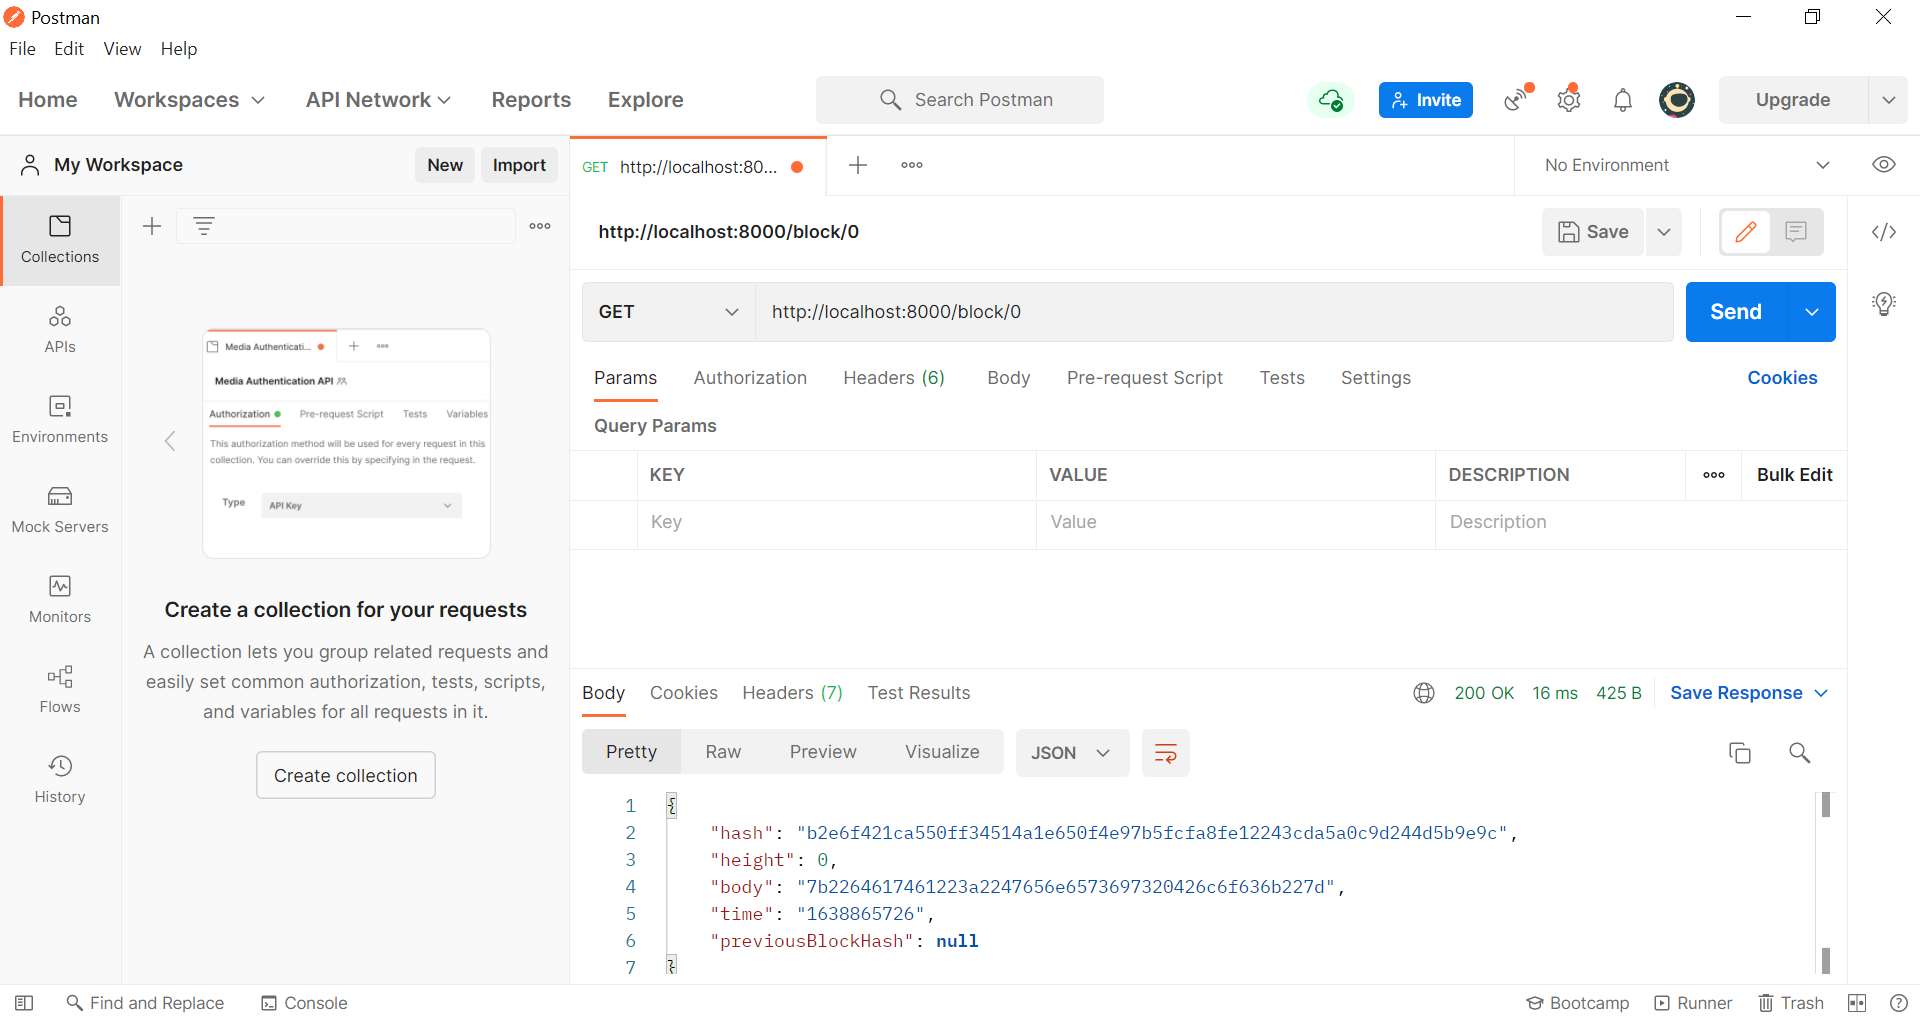 Postman
File Edit View Help
Home Workspaces API Network Reports Explore Search Postman Invite Upgrade
My Workspace New Import GET http://localhost:80... No Environment
http://localhost:8000/block/0 Save
Collections
GET http://localhost:8000/block/0 Send
APIs
Media Authenticati...
Media Authentication API
Authorization Pre-request Script Tests Variables
This authorization method will be used for every request in this
collection. You can override this by specifying in the request.
Type API Key
Params Authorization Headers (6) Body Pre-request Script Tests Settings Cookies
Query Params
Environments
KEY VALUE DESCRIPTION Bulk Edit
Key Value Description
Mock Servers
Monitors
Create a collection for your requests
A collection lets you group related requests and
easily set common authorization, tests, scripts,
and variables for all requests in it.
Create collection
Flows
History
Body Cookies Headers (7) Test Results 200 OK 16 ms 425 B Save Response
Pretty Raw Preview Visualize JSON
1 {
2 "hash": "b2e6f421ca550ff34514a1e650f4e97b5fcfa8fe12243cda5a0c9d244d5b9e9c",
3 "height": 0,
4 "body": "7b2264617461223a2247656e6573697320426c6f636b227d",
5 "time": "1638865726",
6 "previousBlockHash": null
7 }
Find and Replace Console Bootcamp Runner Trash